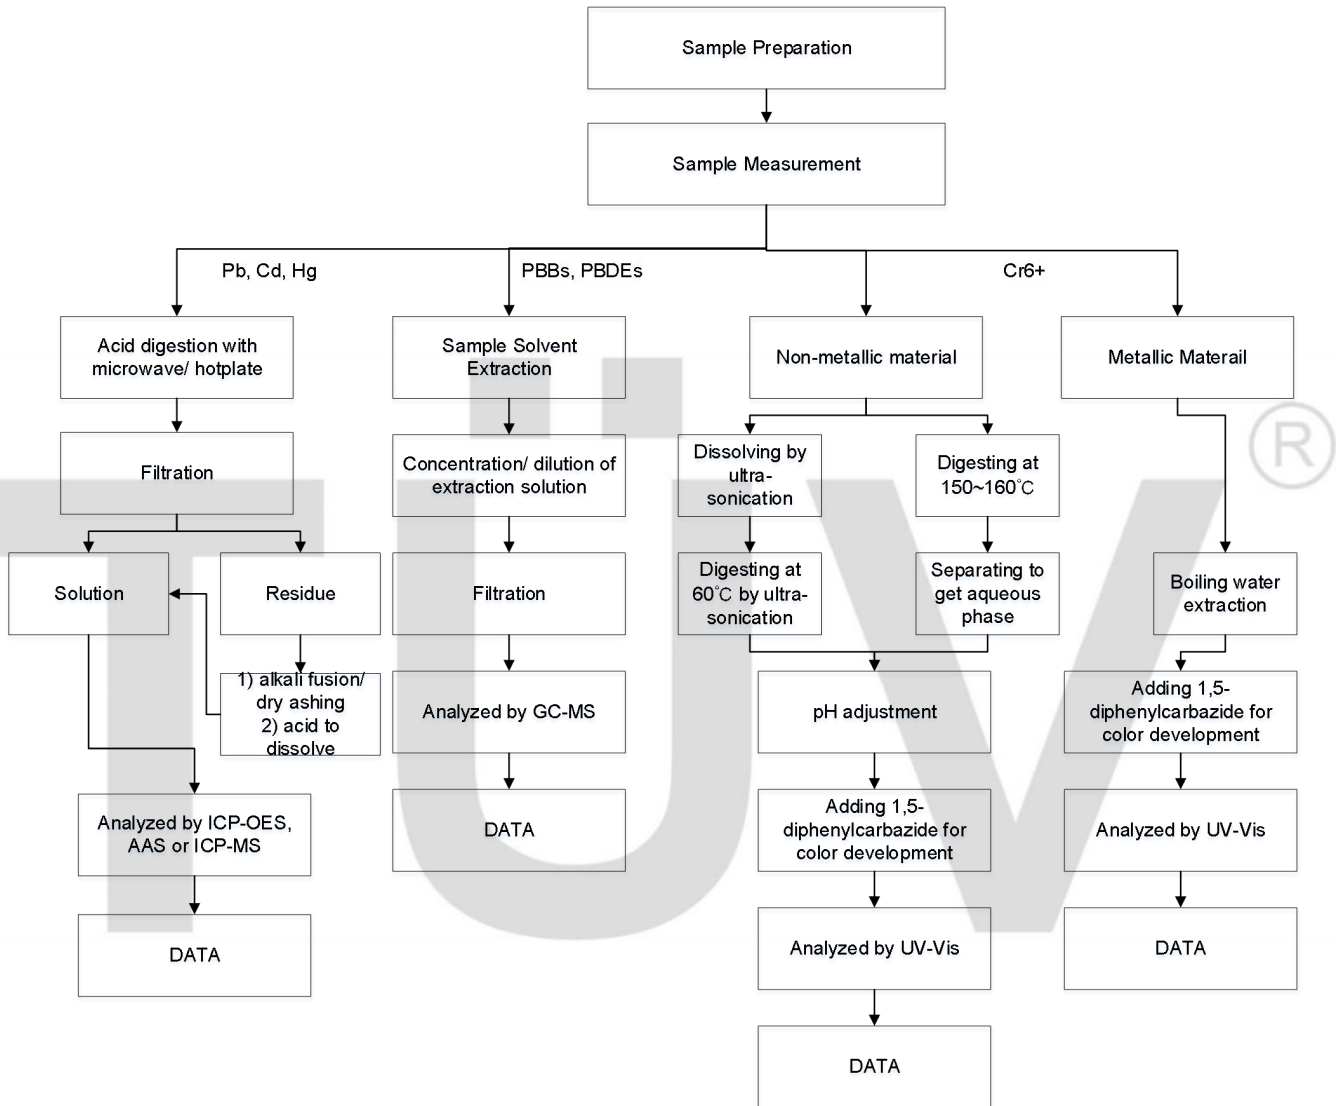 Sample Preparation
Sample Measurement
Pb, Cd, Hg
PBBs, PBDEs
Cr6+
Acid digestion with
microwave/ hotplate
Filtration
Solution
Residue
1) alkali fusion/
dry ashing
2) acid to
dissolve
Analyzed by ICP-OES,
AAS or ICP-MS
DATA
Sample Solvent
Extraction
Concentration/ dilution of
extraction solution
Filtration
Analyzed by GC-MS
DATA
Non-metallic material
Dissolving by
ultra-
sonication
Digesting at
60℃ by ultra-
sonication
Digesting at
150~160℃
Separating to
get aqueous
phase
pH adjustment
Adding 1,5-
diphenylcarbazide for
color development
Analyzed by UV-Vis
DATA
Metallic Materail
Boiling water
extraction
Adding 1,5-
diphenylcarbazide for
color development
Analyzed by UV-Vis
DATA
TÜV®